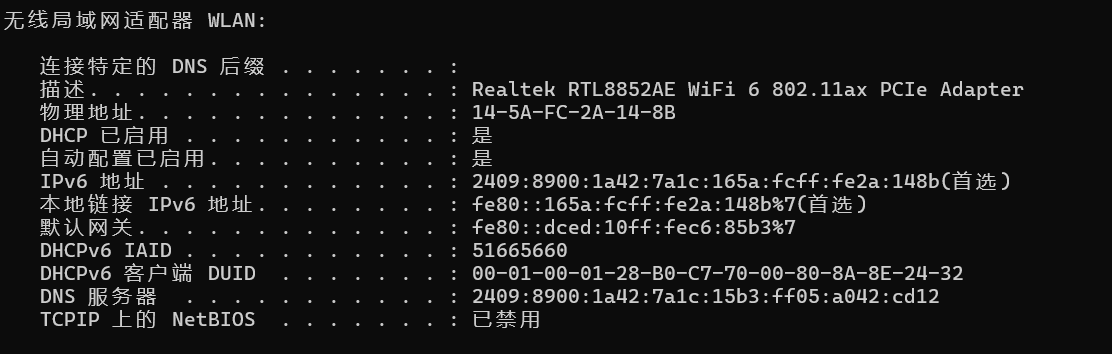 无线局域网适配器 WLAN:
连接特定的 DNS 后缀 . . . . . . . :
描述. . . . . . . . . . . . . . . : Realtek RTL8852AE WiFi 6 802.11ax PCIe Adapter
物理地址. . . . . . . . . . . . . : 14-5A-FC-2A-14-8B
DHCP 已启用 . . . . . . . . . . . : 是
自动配置已启用. . . . . . . . . . : 是
IPv6 地址 . . . . . . . . . . . . : 2409:8900:1a42:7a1c:165a:fcff:fe2a:148b(首选)
本地链接 IPv6 地址. . . . . . . . : fe80::165a:fcff:fe2a:148b%7(首选)
默认网关. . . . . . . . . . . . . : fe80::dced:10ff:fec6:85b3%7
DHCPv6 IAID . . . . . . . . . . . : 51665660
DHCPv6 客户端 DUID  . . . . . . . : 00-01-00-01-28-B0-C7-70-00-80-8A-8E-24-32
DNS 服务器  . . . . . . . . . . . : 2409:8900:1a42:7a1c:15b3:ff05:a042:cd12
TCPIP 上的 NetBIOS  . . . . . . . : 已禁用